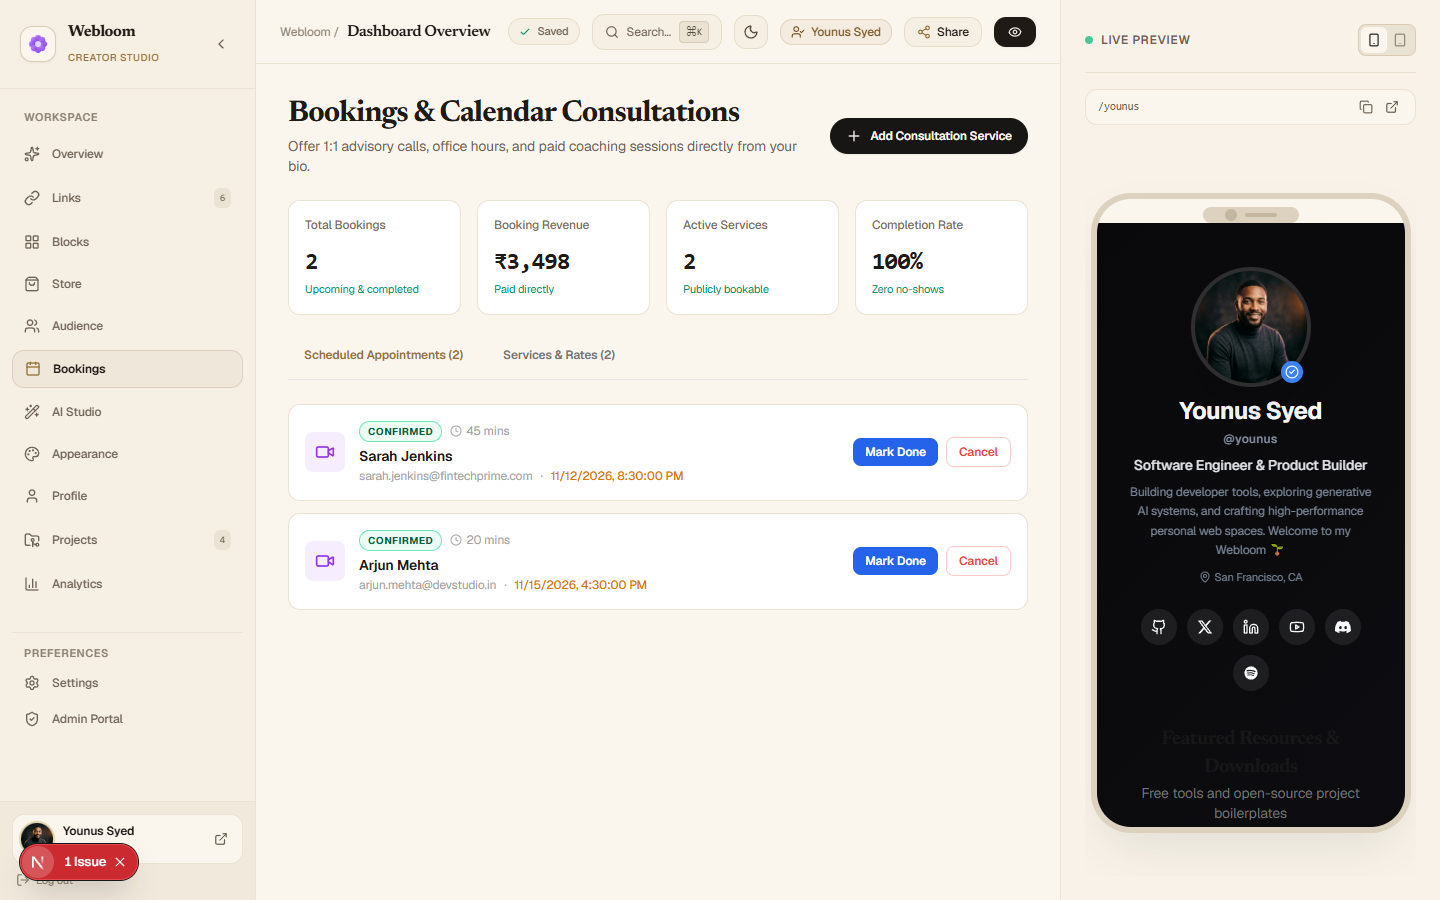 Webloom
CREATOR STUDIO
WORKSPACE
Overview
Links 6
Blocks
Store
Audience
Bookings
AI Studio
Appearance
Profile
Projects 4
Analytics
PREFERENCES
Settings
Admin Portal
Younus Syed
1 Issue
Log out
Webloom / Dashboard Overview
Saved
Search... ⌘K
Younus Syed
Share
Bookings & Calendar Consultations
Offer 1:1 advisory calls, office hours, and paid coaching sessions directly from your
bio.
Add Consultation Service
Total Bookings
2
Upcoming & completed
Booking Revenue
₹3,498
Paid directly
Active Services
2
Publicly bookable
Completion Rate
100%
Zero no-shows
Scheduled Appointments (2)
Services & Rates (2)
CONFIRMED 45 mins
Sarah Jenkins
sarah.jenkins@fintechprime.com · 11/12/2026, 8:30:00 PM
Mark Done
Cancel
CONFIRMED 20 mins
Arjun Mehta
arjun.mehta@devstudio.in · 11/15/2026, 4:30:00 PM
Mark Done
Cancel
LIVE PREVIEW
/younus
Younus Syed
@younus
Software Engineer & Product Builder
Building developer tools, exploring generative
AI systems, and crafting high-performance
personal web spaces. Welcome to my
Webloom
San Francisco, CA
Featured Resources &
Downloads
Free tools and open-source project
boilerplates